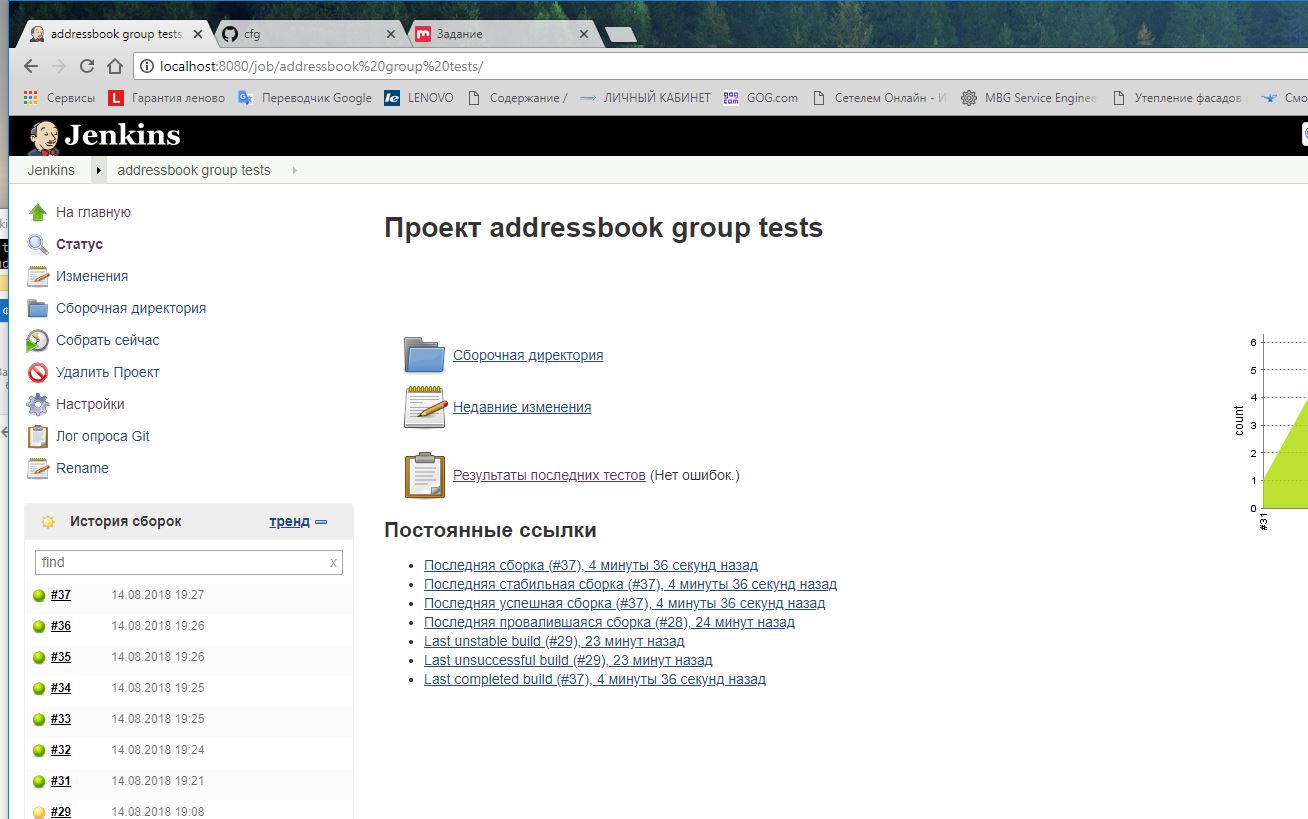 addressbook group tests
cfg
Задание
localhost:8080/job/addressbook%20group%20tests/
Сервисы
Гарантия леново
Переводчик Google
LENOVO
Содержание /
ЛИЧНЫЙ КАБИНЕТ
GOG.com
Сетелем Онлайн - И
MBG Service Enginee
Утепление фасадов
Смо
Jenkins
Jenkins
addressbook group tests
На главную
Статус
Изменения
Сборочная директория
Собрать сейчас
Удалить Проект
Настройки
Лог опроса Git
Rename
История сборок
тренд
find
x
#37 14.08.2018 19:27
#36 14.08.2018 19:26
#35 14.08.2018 19:26
#34 14.08.2018 19:25
#33 14.08.2018 19:25
#32 14.08.2018 19:24
#31 14.08.2018 19:21
#29 14.08.2018 19:08
Проект addressbook group tests
Сборочная директория
Недавние изменения
Результаты последних тестов (Нет ошибок.)
Постоянные ссылки
Последняя сборка (#37), 4 минуты 36 секунд назад
Последняя стабильная сборка (#37), 4 минуты 36 секунд назад
Последняя успешная сборка (#37), 4 минуты 36 секунд назад
Последняя провалившаяся сборка (#28), 24 минут назад
Last unstable build (#29), 23 минут назад
Last unsuccessful build (#29), 23 минут назад
Last completed build (#37), 4 минуты 36 секунд назад
count
6
5
4
3
2
1
0
#31